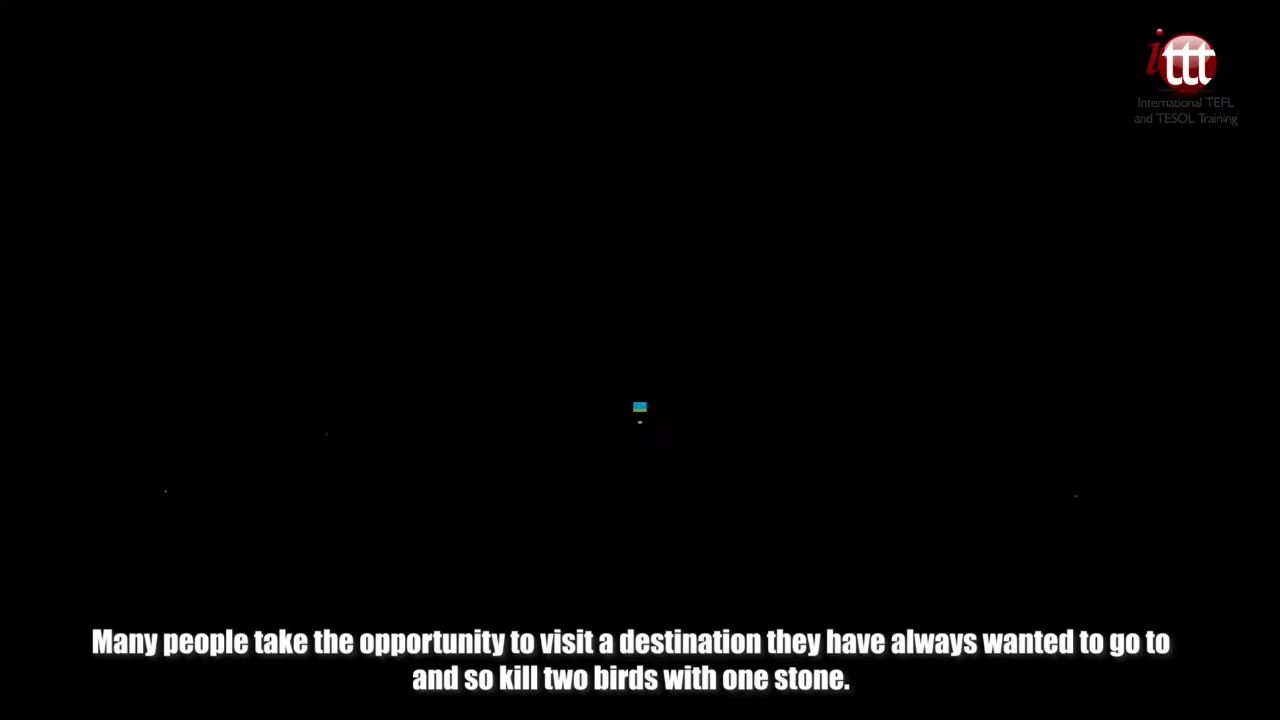 ittt
International TEFL
and TESOL Training
Many people take the opportunity to visit a destination they have always wanted to go to
and so kill two birds with one stone.